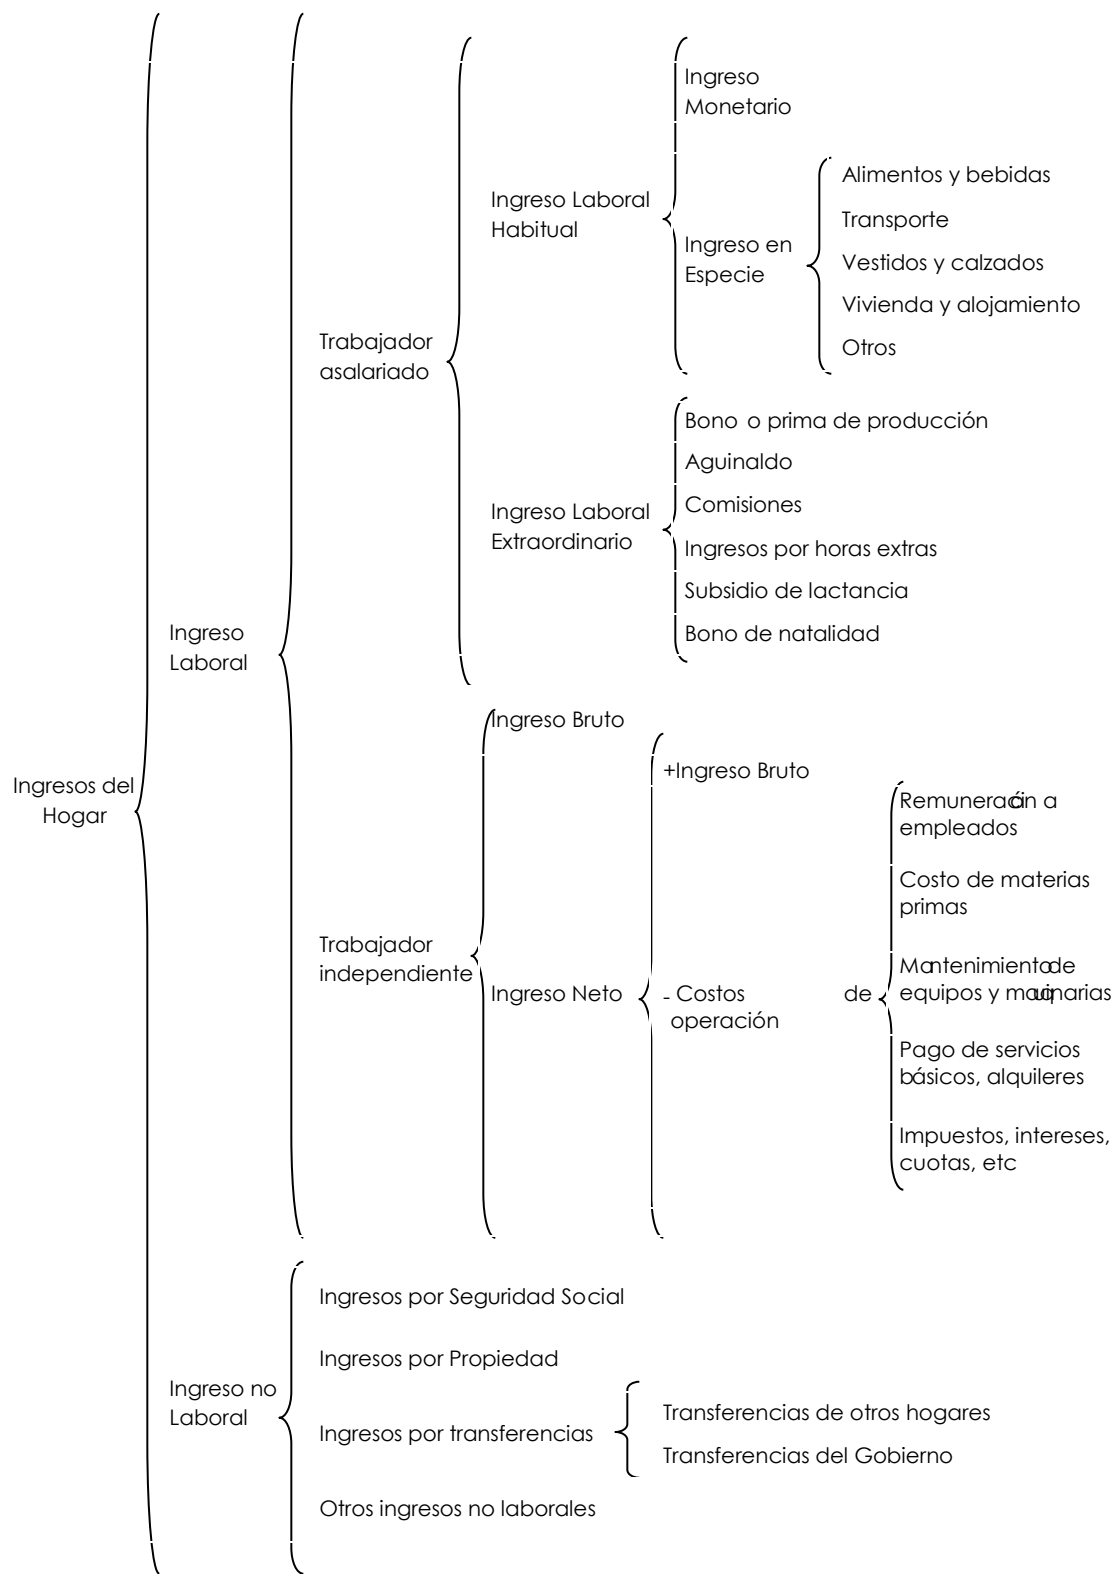 Ingreso
Monetario
Alimentos y bebidas
Ingreso Laboral
Habitual
Transporte
Ingreso en
Especie
Vestidos y calzados
Vivienda y alojamiento
Trabajador
asalariado
Otros
Bono o prima de producción
Aguinaldo
Ingreso Laboral
Extraordinario
Comisiones
Ingresos por horas extras
Subsidio de lactancia
Ingreso
Laboral
Bono de natalidad
Ingreso Bruto
+Ingreso Bruto
Ingresos del
Hogar
Remuneración a
empleados
Costo de materias
primas
Trabajador
independiente
Mantenimiento de
equipos y maquinarias
Ingreso Neto
- Costos de
operación
Pago de servicios
básicos, alquileres
Impuestos, intereses,
cuotas, etc
Ingresos por Seguridad Social
Ingresos por Propiedad
Ingreso no
Laboral
Transferencias de otros hogares
Ingresos por transferencias
Transferencias del Gobierno
Otros ingresos no laborales